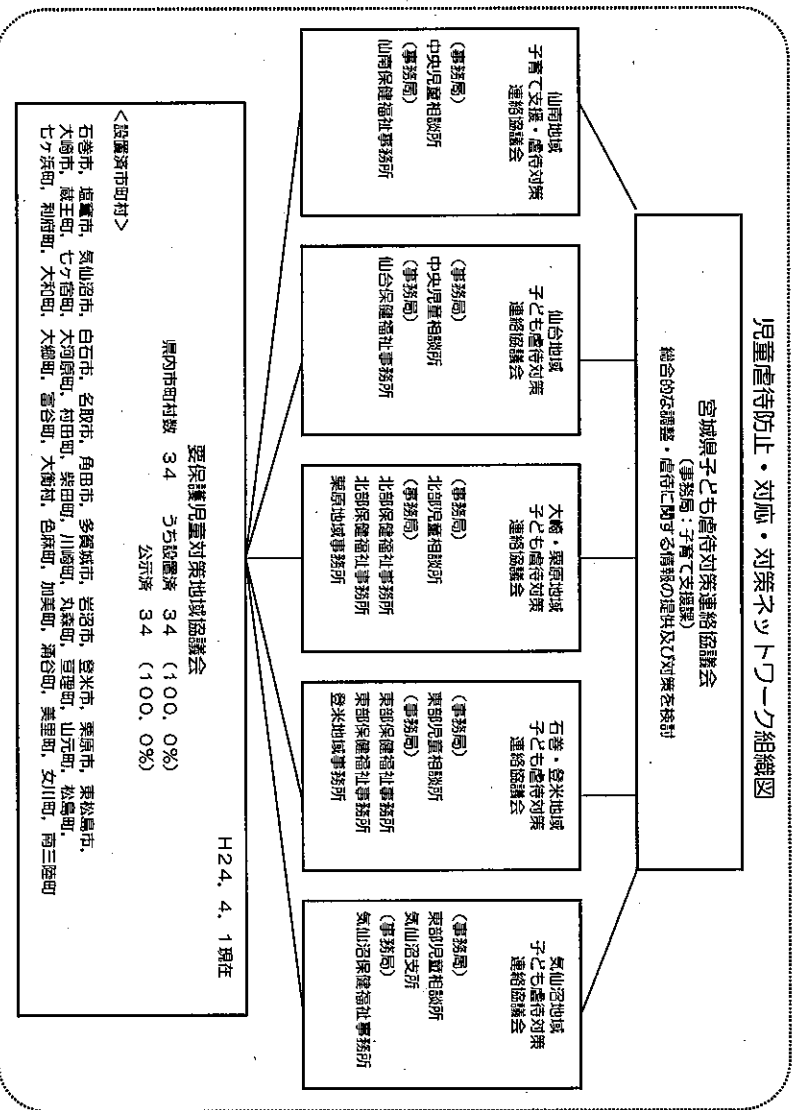 児童虐待防止・対応・対策ネットワーク組織図
宮城県子ども虐待対策連絡協議会
（事務局：子育て支援課）
総合的な調整・虐待に関する情報の提供及び対策を検討
仙南地域
子育て支援・虐待対策
連絡協議会
（事務局）
中央児童相談所
（事務局）
仙南保健福祉事務所
仙台地域
子ども虐待対策
連絡協議会
（事務局）
中央児童相談所
（事務局）
仙台保健福祉事務所
大崎・栗原地域
子ども虐待対策
連絡協議会
（事務局）
北部児童相談所
（事務局）
北部保健福祉事務所
北部保健福祉事務所
栗原地域事務所
石巻・登米地域
子ども虐待対策
連絡協議会
（事務局）
東部児童相談所
（事務局）
東部保健福祉事務所
東部保健福祉事務所
登米地域事務所
気仙沼地域
子ども虐待対策
連絡協議会
（事務局）
東部児童相談所
気仙沼支所
（事務局）
気仙沼保健福祉事務所
H24．4．1現在
要保護児童対策地域協議会
県内市町村数　３４　うち設置済　３４　（１００．０％）
公示済　３４　（１００．０％）
＜設置済市町村＞
石巻市，塩竈市，気仙沼市，白石市，名取市，角田市，多賀城市，岩沼市，登米市，栗原市，東松島市，
大崎市，蔵王町，七ヶ宿町，大河原町，村田町，柴田町，川崎町，丸森町，亘理町，山元町，松島町，
七ヶ浜町，利府町，大和町，大郷町，富谷町，大衡村，色麻町，加美町，涌谷町，美里町，女川町，南三陸町